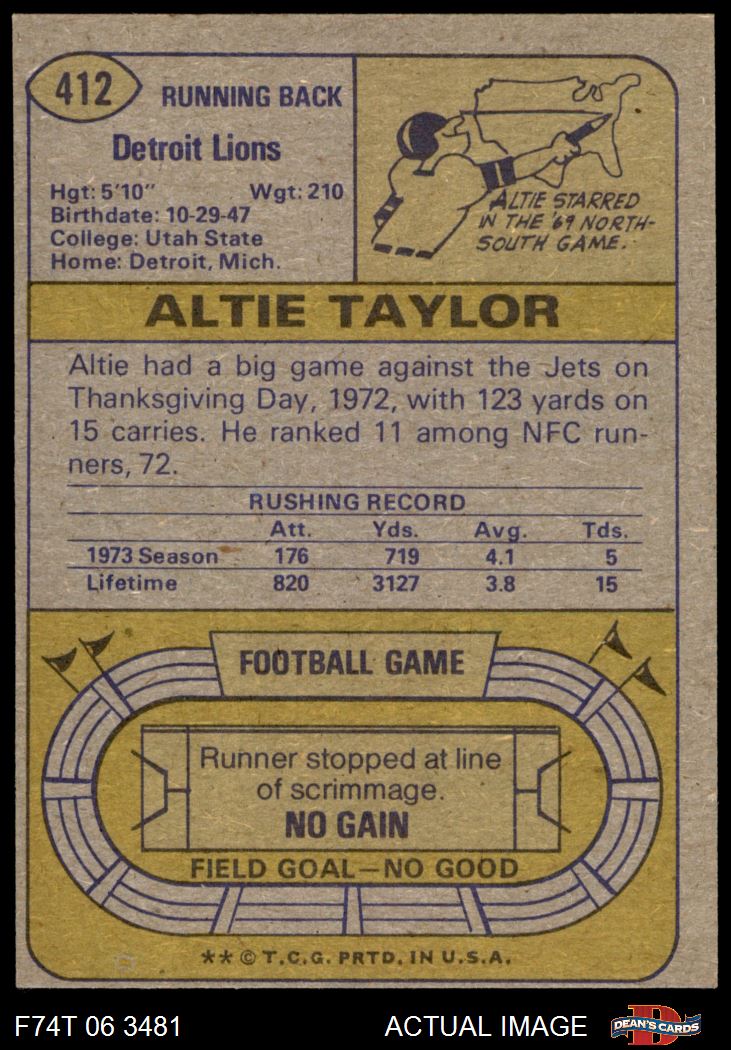 412
RUNNING BACK
Detroit Lions
Hgt: 5'10" Wgt: 210
Birthdate: 10-29-47
College: Utah State
Home: Detroit, Mich.
ALTIE STARRED
IN THE '69 NORTH-
SOUTH GAME.
ALTIE TAYLOR
Altie had a big game against the Jets on
Thanksgiving Day, 1972, with 123 yards on
15 carries. He ranked 11 among NFC run-
ners, 72.
RUSHING RECORD
Att. Yds. Avg. Tds.
1973 Season 176 719 4.1 5
Lifetime 820 3127 3.8 15
FOOTBALL GAME
Runner stopped at line
of scrimmage.
NO GAIN
FIELD GOAL—NO GOOD
** © T.C.G. PRTD. IN U.S.A.
F74T 06 3481 ACTUAL IMAGE D DEAN'S CARDS